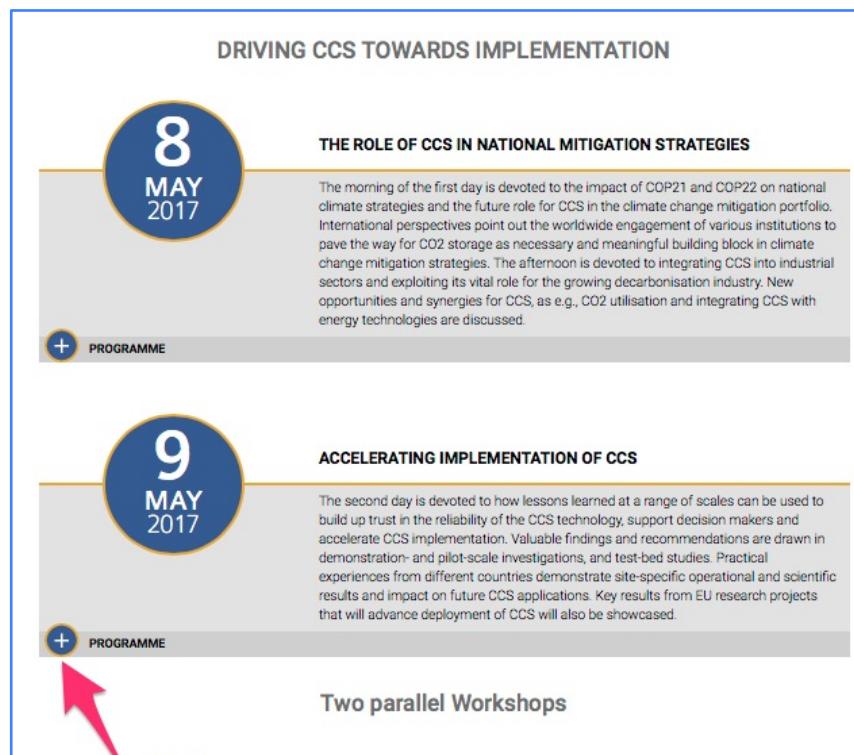 DRIVING CCS TOWARDS IMPLEMENTATION
8
MAY
2017
THE ROLE OF CCS IN NATIONAL MITIGATION STRATEGIES
The morning of the first day is devoted to the impact of COP21 and COP22 on national
climate strategies and the future role for CCS in the climate change mitigation portfolio.
International perspectives point out the worldwide engagement of various institutions to
pave the way for CO2 storage as necessary and meaningful building block in climate
change mitigation strategies. The afternoon is devoted to integrating CCS into industrial
sectors and exploiting its vital role for the growing decarbonisation industry. New
opportunities and synergies for CCS, as e.g., CO2 utilisation and integrating CCS with
energy technologies are discussed.
+ PROGRAMME
9
MAY
2017
ACCELERATING IMPLEMENTATION OF CCS
The second day is devoted to how lessons learned at a range of scales can be used to
build up trust in the reliability of the CCS technology, support decision makers and
accelerate CCS implementation. Valuable findings and recommendations are drawn in
demonstration- and pilot-scale investigations, and test-bed studies. Practical
experiences from different countries demonstrate site-specific operational and scientific
results and impact on future CCS applications. Key results from EU research projects
that will advance deployment of CCS will also be showcased.
+ PROGRAMME
Two parallel Workshops